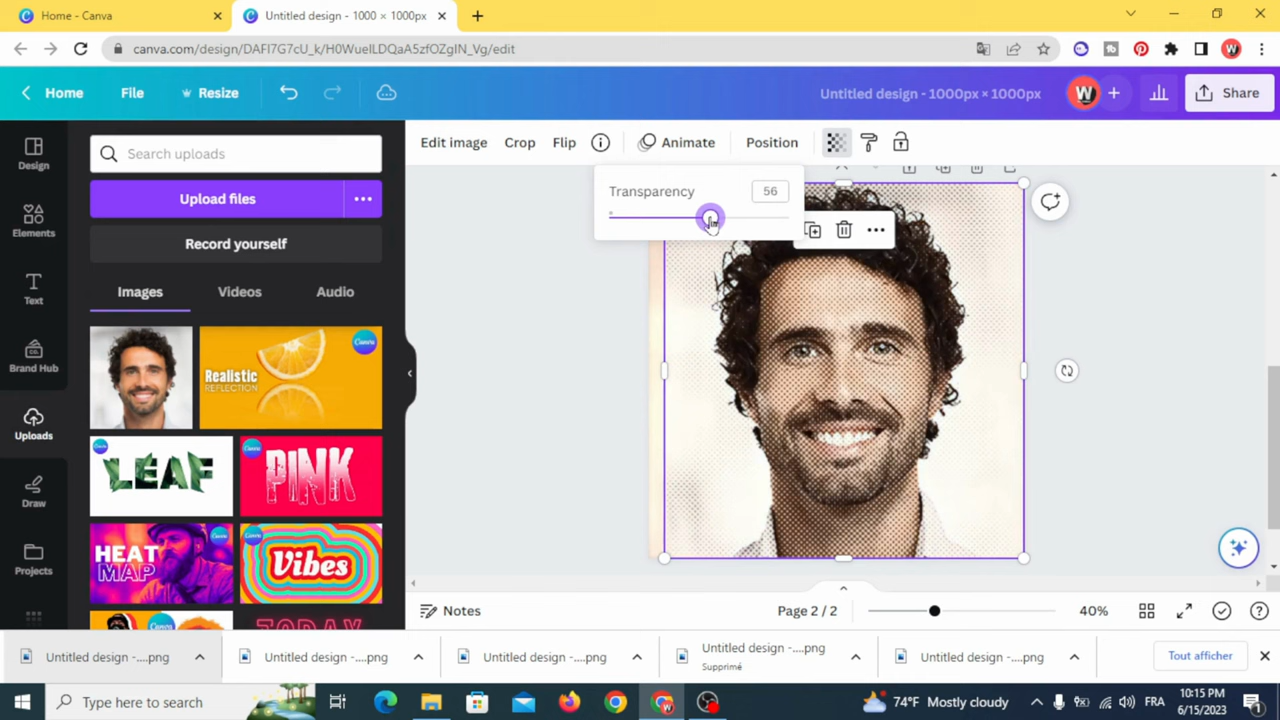 Home - Canva
Untitled design - 1000 × 1000px
canva.com/design/DAFI7G7cU_k/H0WueILDQaA5zfOZgIN_Vg/edit
Home
File
Resize
Untitled design - 1000px × 1000px
W
Share
Design
Elements
Text
Brand Hub
Uploads
Draw
Projects
Search uploads
Upload files
Record yourself
Images
Videos
Audio
Canva
Realistic
REFLECTION
LEAF
PINK
HEAT
MAP
Vibes
TODAY
Edit image
Crop
Flip
Animate
Position
Transparency
56
Notes
Page 2 / 2
40%
Untitled design -....png
Untitled design -....png
Untitled design -....png
Untitled design -....png
Supprimé
Untitled design -....png
Tout afficher
Type here to search
74°F Mostly cloudy
FRA
10:15 PM
6/15/2023